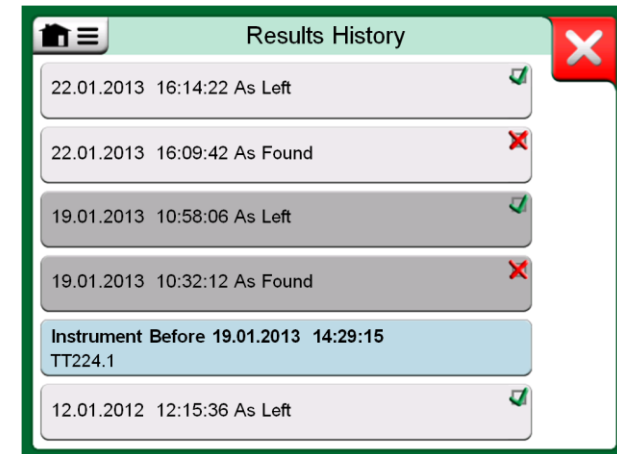 Results History
22.01.2013 16:14:22 As Left
22.01.2013 16:09:42 As Found
19.01.2013 10:58:06 As Left
19.01.2013 10:32:12 As Found
Instrument Before 19.01.2013 14:29:15
TT224.1
12.01.2012 12:15:36 As Left